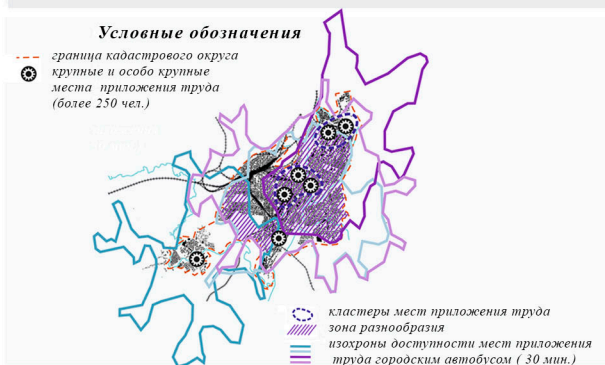 Условные обозначения
граница кадастрового округа
крупные и особо крупные
места приложения труда
(более 250 чел.)
кластеры мест приложения труда
зона разнообразия
изохроны доступности мест приложения
труда городским автобусом ( 30 мин.)